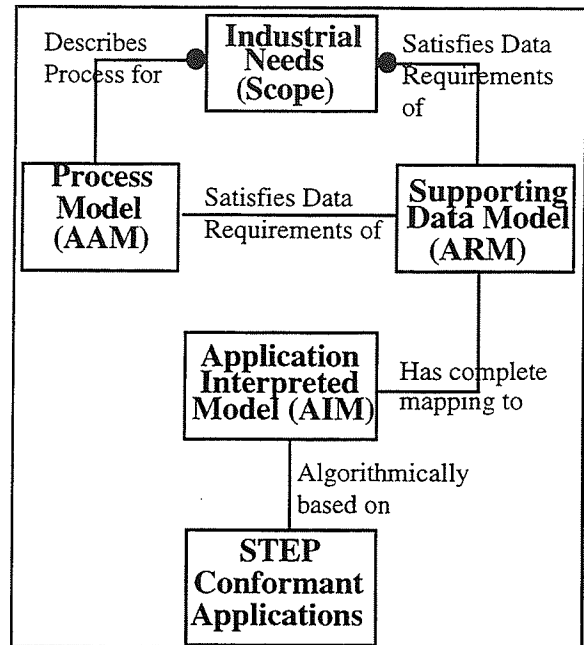 Describes
Process for
Industrial
Needs
(Scope)
Satisfies Data
Requirements
of
Process
Model
(AAM)
Satisfies Data
Requirements of
Supporting
Data Model
(ARM)
Application
Interpreted
Model (AIM)
Has complete
mapping to
Algorithmically
based on
STEP
Conformant
Applications